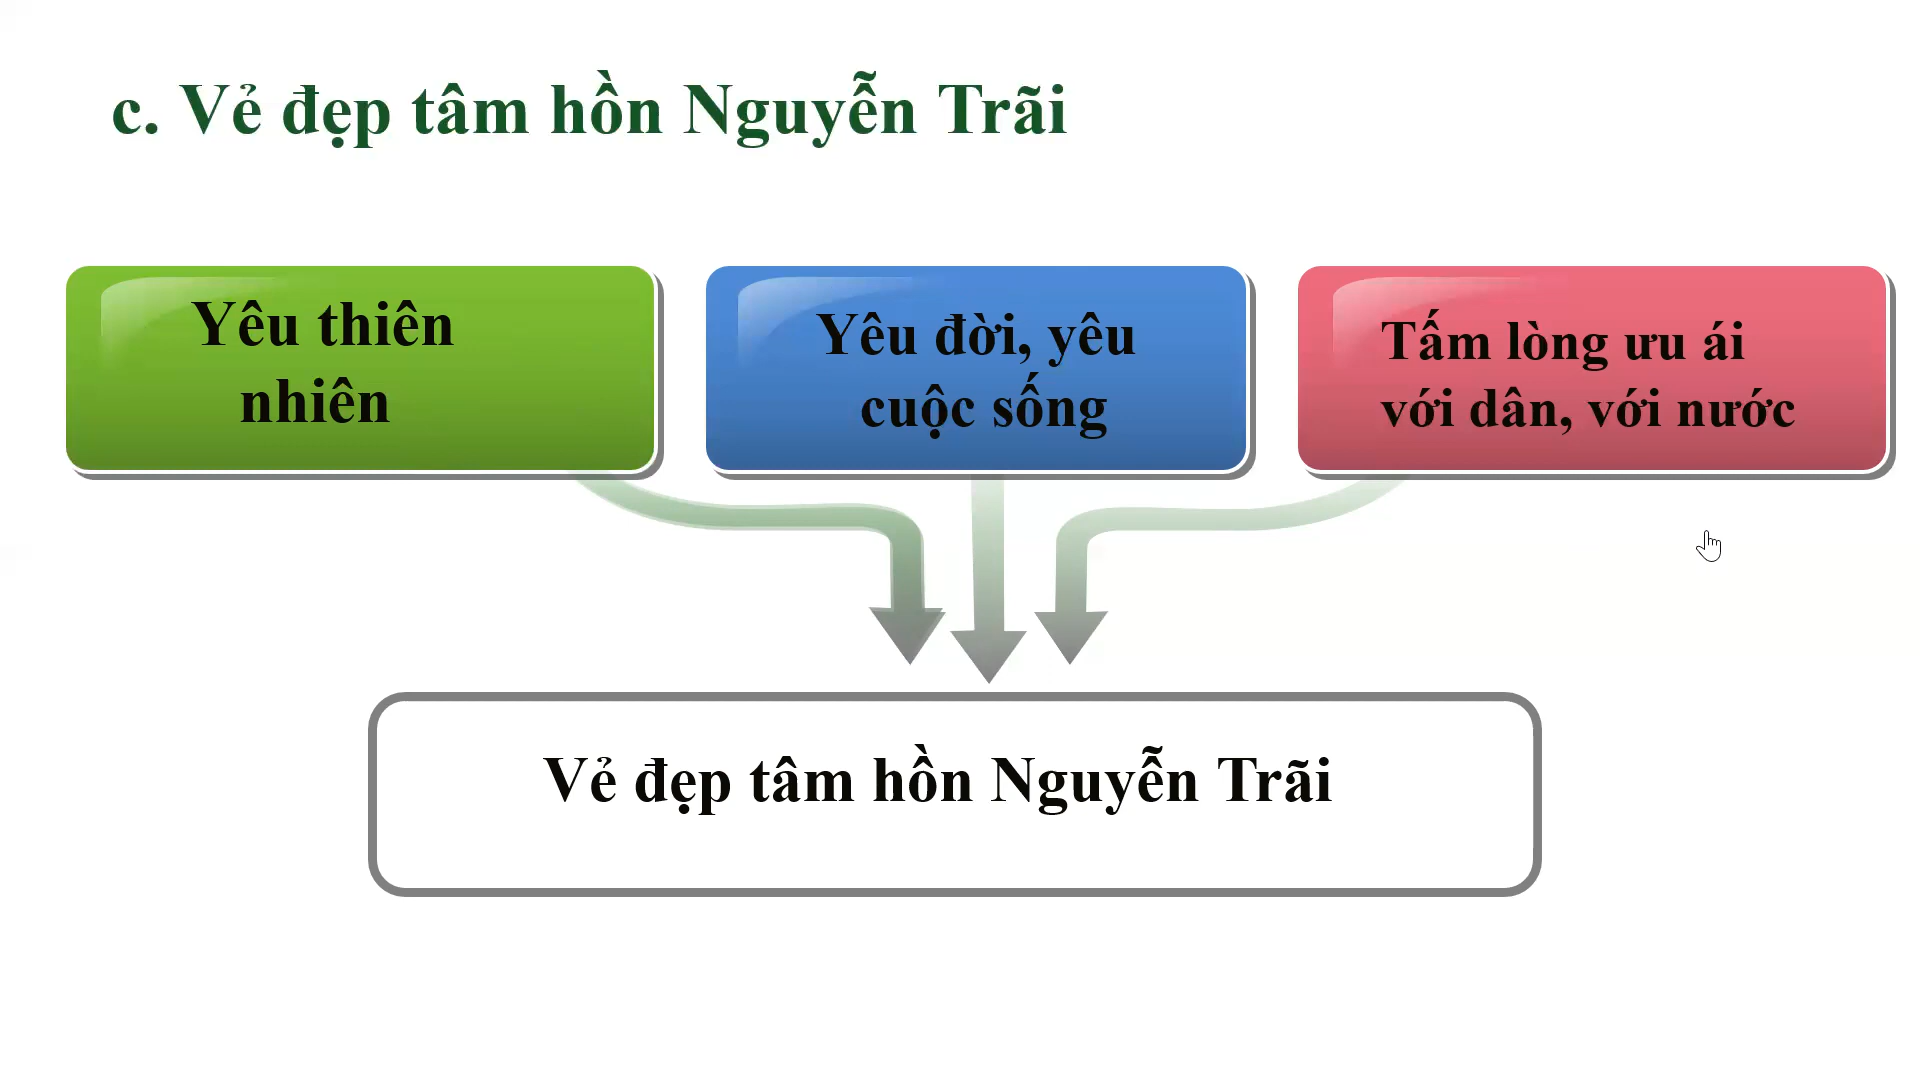 c. Vẻ đẹp tâm hồn Nguyễn Trãi
Yêu thiên
nhiên
Yêu đời, yêu
cuộc sống
Tấm lòng ưu ái
với dân, với nước
Vẻ đẹp tâm hồn Nguyễn Trãi